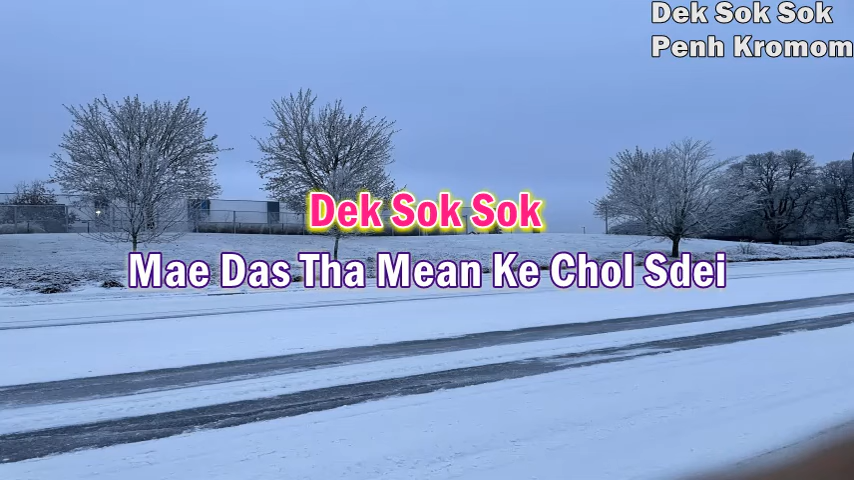 Dek Sok Sok
Penh Kromom
Dek Sok Sok
Mae Das Tha Mean Ke Chol Sdei